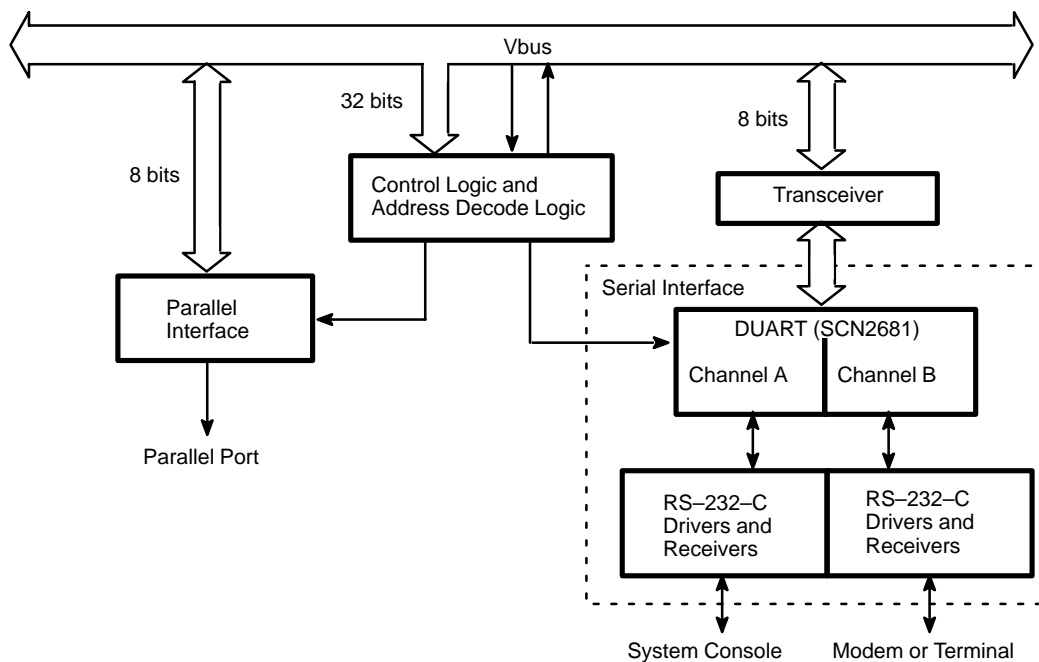 Vbus
32 bits
8 bits
8 bits
Control Logic and
Address Decode Logic
Transceiver
Serial Interface
Parallel
Interface
DUART (SCN2681)
Channel A
Channel B
Parallel Port
RS–232–C
Drivers and
Receivers
RS–232–C
Drivers and
Receivers
System Console
Modem or Terminal